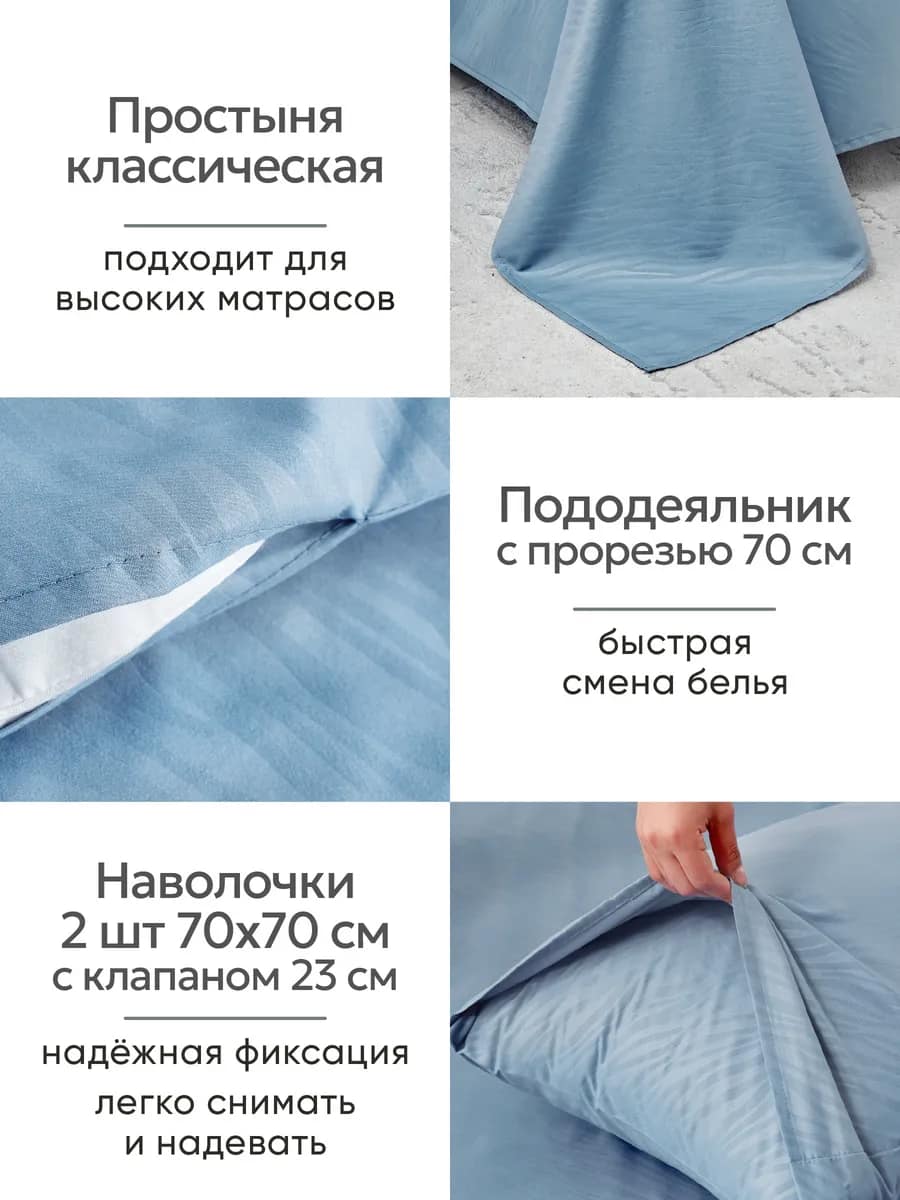 Простыня
классическая
подходит для
высоких матрасов
Пододеяльник
с прорезью 70 см
быстрая
смена белья
Наволочки
2 шт 70х70 см
с клапаном 23 см
надёжная фиксация
легко снимать
и надевать